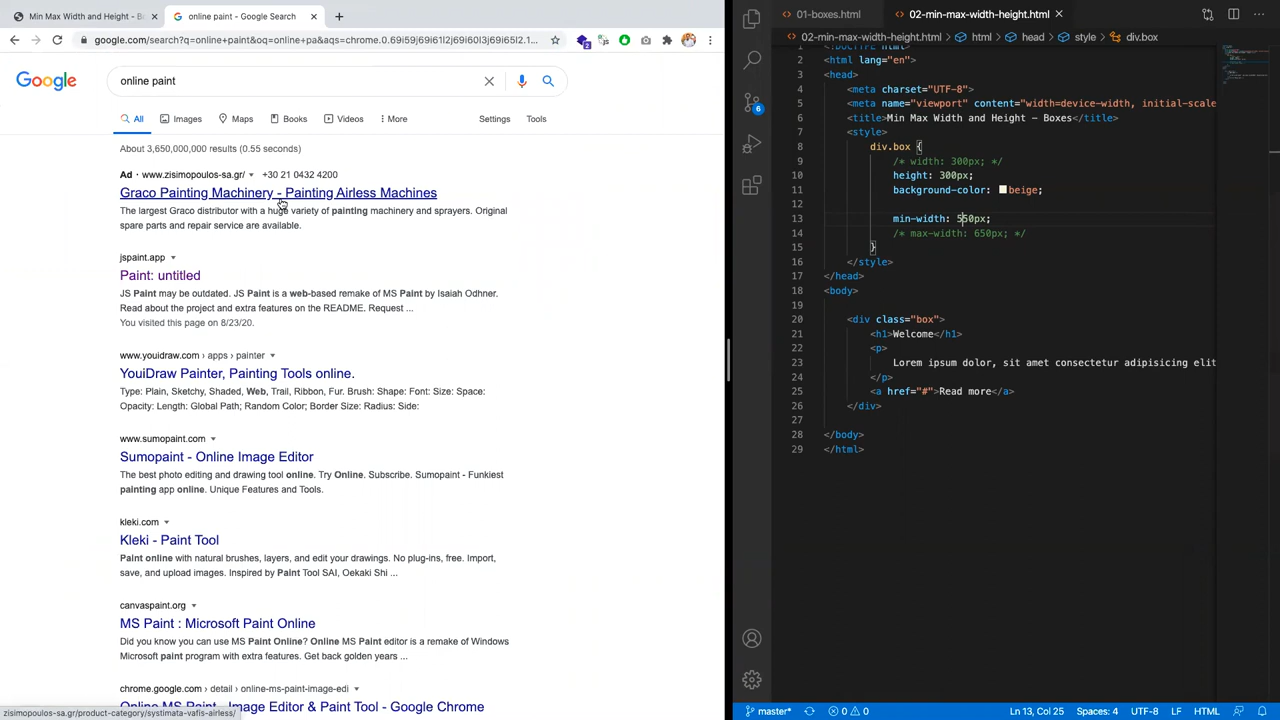 Min Max Width and Height - B
online paint - Google Search
google.com/search?q=online+paint&oq=online+pa&aqs=chrome.0.69i59j69i61l2j69i60l3j69i65l2.1...
Google
online paint
All
Images
Maps
Books
Videos
More
Settings
Tools
About 3,650,000,000 results (0.55 seconds)
Ad · www.zisimopoulos-sa.gr/ +30 21 0432 4200
Graco Painting Machinery - Painting Airless Machines
The largest Graco distributor with a huge variety of painting machinery and sprayers. Original
spare parts and repair service are available.
jspaint.app
Paint: untitled
JS Paint may be outdated. JS Paint is a web-based remake of MS Paint by Isaiah Odhner.
Read about the project and extra features on the README. Request ...
You visited this page on 8/23/20.
www.youidraw.com › apps › painter
YouiDraw Painter, Painting Tools online.
Type: Plain, Sketchy, Shaded, Web, Trail, Ribbon, Fur. Brush: Shape: Font: Size: Space:
Opacity: Length: Global Path; Random Color; Border Size: Radius: Side:
www.sumopaint.com
Sumopaint - Online Image Editor
The best photo editing and drawing tool online. Try Online. Subscribe. Sumopaint - Funkiest
painting app online. Unique Features and Tools.
kleki.com
Kleki - Paint Tool
Paint online with natural brushes, layers, and edit your drawings. No plug-ins, free. Import,
save, and upload images. Inspired by Paint Tool SAI, Oekaki Shi ...
canvaspaint.org
MS Paint : Microsoft Paint Online
Did you know you can use MS Paint Online? Online MS Paint editor is a remake of Windows
Microsoft paint program with extra features. Get back golden years ...
chrome.google.com › detail › online-ms-paint-image-edi
Online MS Paint - Image Editor & Paint Tool - Google Chrome
zisimopoulos-sa.gr/product-category/systimata-vafis-airless/
01-boxes.html
02-min-max-width-height.html
02-min-max-width-height.html > html > head > style > div.box
1 <!DOCTYPE html>
2 <html lang="en">
3 <head>
4 <meta charset="UTF-8">
5 <meta name="viewport" content="width=device-width, initial-scale
6 <title>Min Max Width and Height – Boxes</title>
7 <style>
8 div.box {
9 /* width: 300px; */
10 height: 300px;
11 background-color: beige;
12
13 min-width: 550px;
14 /* max-width: 650px; */
15 }
16 </style>
17 </head>
18 <body>
19
20 <div class="box">
21 <h1>Welcome</h1>
22 <p>
23 Lorem ipsum dolor, sit amet consectetur adipisicing elit
24 </p>
25 <a href="#">Read more</a>
26 </div>
27
28 </body>
29 </html>
6
2
master*
0
0
Ln 13, Col 25
Spaces: 4
UTF-8
LF
HTML